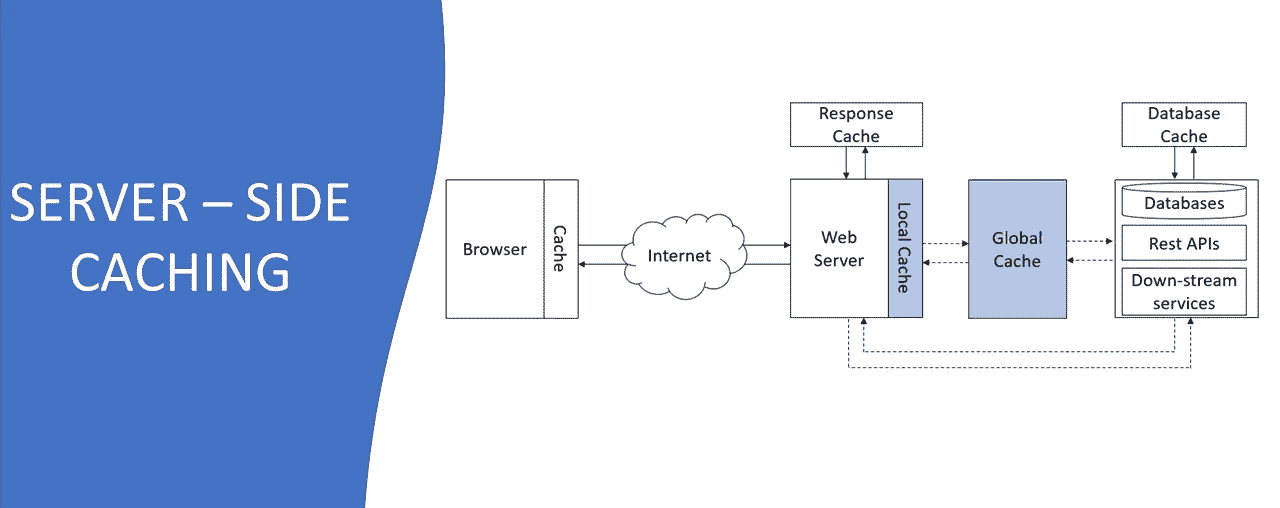 SERVER – SIDE
CACHING
Browser
Cache
Internet
Response
Cache
Web
Server
Local Cache
Global
Cache
Database
Cache
Databases
Rest APIs
Down-stream
services